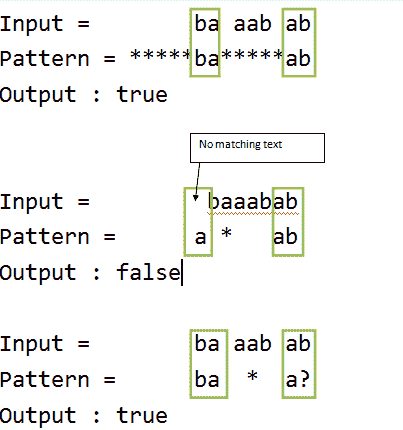 Input = ba aab ab
Pattern = *****ba*****ab
Output : true
No matching text
Input = baaabab
Pattern = a * ab
Output : false
Input = ba aab ab
Pattern = ba * a?
Output : true